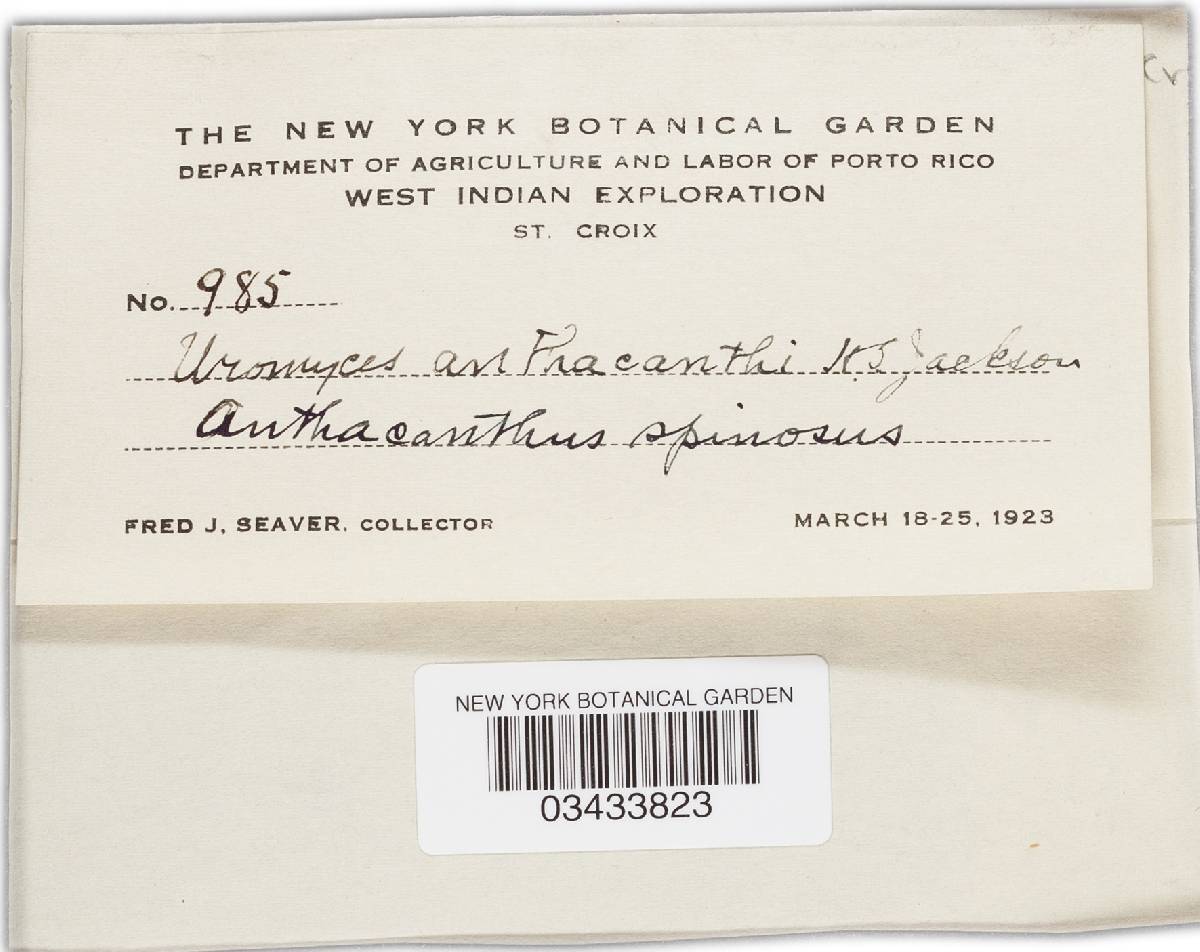 THE NEW YORK BOTANICAL GARDEN
DEPARTMENT OF AGRICULTURE AND LABOR OF PORTO RICO
WEST INDIAN EXPLORATION
ST. CROIX
No. 985
Uromyces anthacanthi Jackson
Anthacanthus spinosus
FRED J. SEAVER, COLLECTOR MARCH 18-25, 1923
NEW YORK BOTANICAL GARDEN
03433823